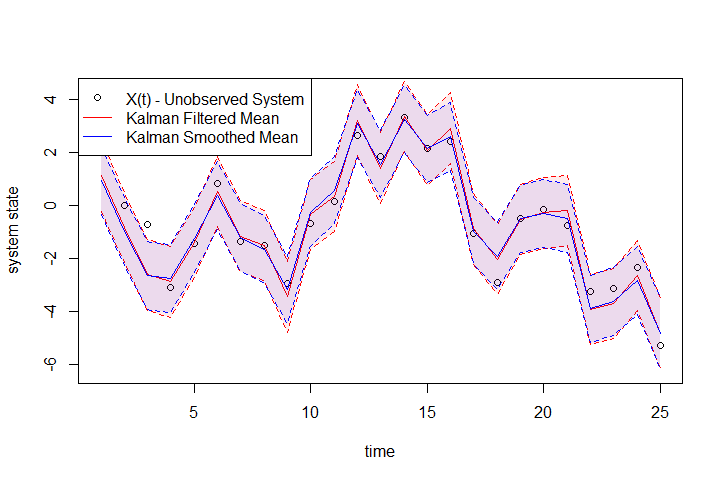 X(t) - Unobserved System
Kalman Filtered Mean
Kalman Smoothed Mean
4
2
0
-2
-4
-6
system state
5
10
15
20
25
time